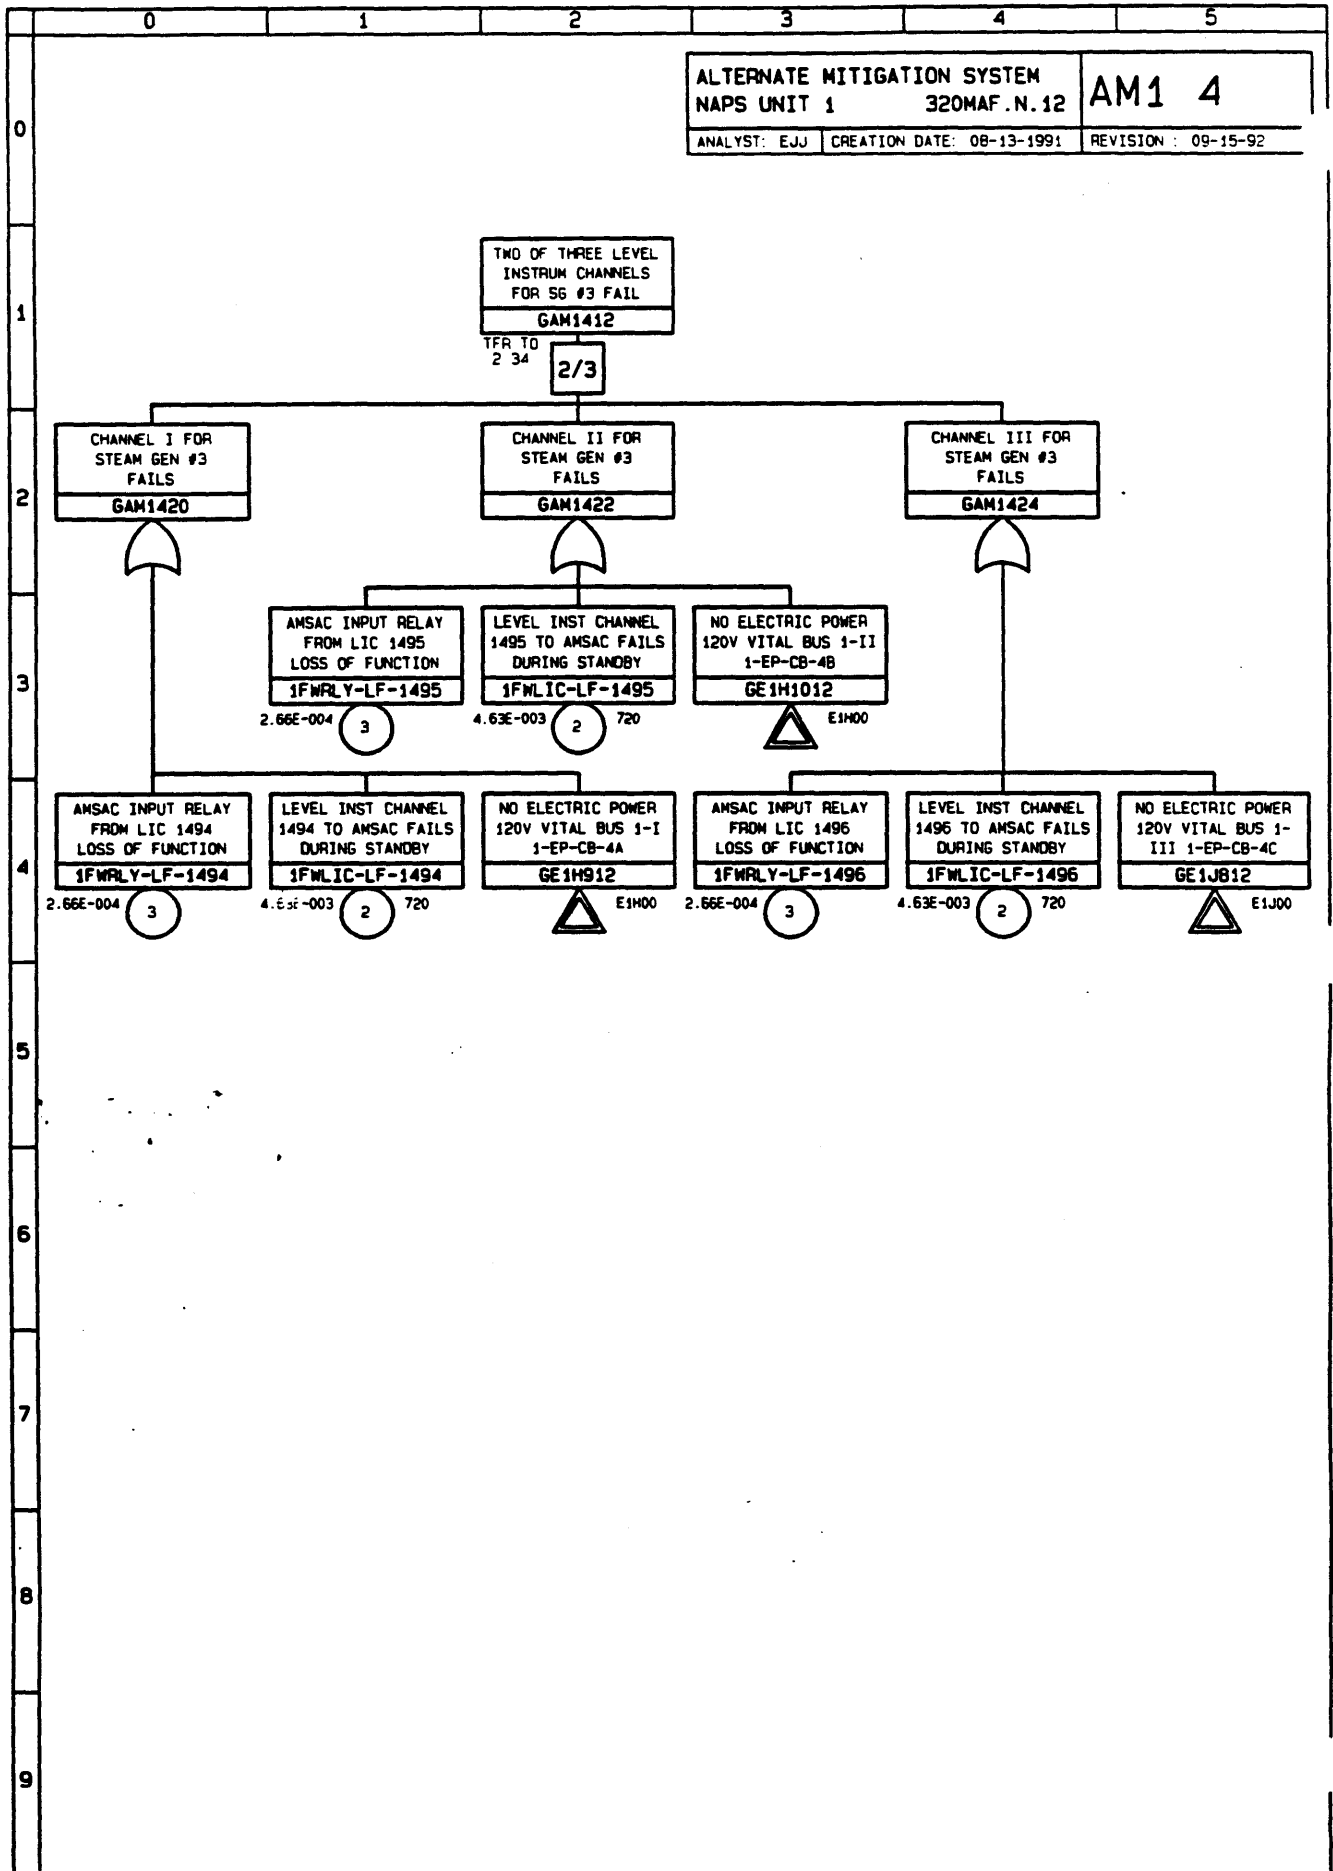 0 1 2 3 4 5
ALTERNATE MITIGATION SYSTEM
NAPS UNIT 1 320MAF.N.12
AM1 4
ANALYST: EJJ CREATION DATE: 08-13-1991 REVISION : 09-15-92
0
TWO OF THREE LEVEL
INSTRUM CHANNELS
FOR SG #3 FAIL
GAM1412
1
TFR TO
2 34
2/3
CHANNEL I FOR
STEAM GEN #3
FAILS
GAM1420
CHANNEL II FOR
STEAM GEN #3
FAILS
GAM1422
CHANNEL III FOR
STEAM GEN #3
FAILS
GAM1424
2
AMSAC INPUT RELAY
FROM LIC 1495
LOSS OF FUNCTION
1FWRLY-LF-1495
2.66E-004 3
LEVEL INST CHANNEL
1495 TO AMSAC FAILS
DURING STANDBY
1FWLIC-LF-1495
4.63E-003 2 720
NO ELECTRIC POWER
120V VITAL BUS 1-II
1-EP-CB-4B
GE1H1012
E1H00
3
AMSAC INPUT RELAY
FROM LIC 1494
LOSS OF FUNCTION
1FWRLY-LF-1494
2.66E-004 3
LEVEL INST CHANNEL
1494 TO AMSAC FAILS
DURING STANDBY
1FWLIC-LF-1494
4.63E-003 2 720
NO ELECTRIC POWER
120V VITAL BUS 1-I
1-EP-CB-4A
GE1H912
E1H00
AMSAC INPUT RELAY
FROM LIC 1496
LOSS OF FUNCTION
1FWRLY-LF-1496
2.66E-004 3
LEVEL INST CHANNEL
1496 TO AMSAC FAILS
DURING STANDBY
1FWLIC-LF-1496
4.63E-003 2 720
NO ELECTRIC POWER
120V VITAL BUS 1-
III 1-EP-CB-4C
GE1J812
E1J00
4
5
6
7
8
9